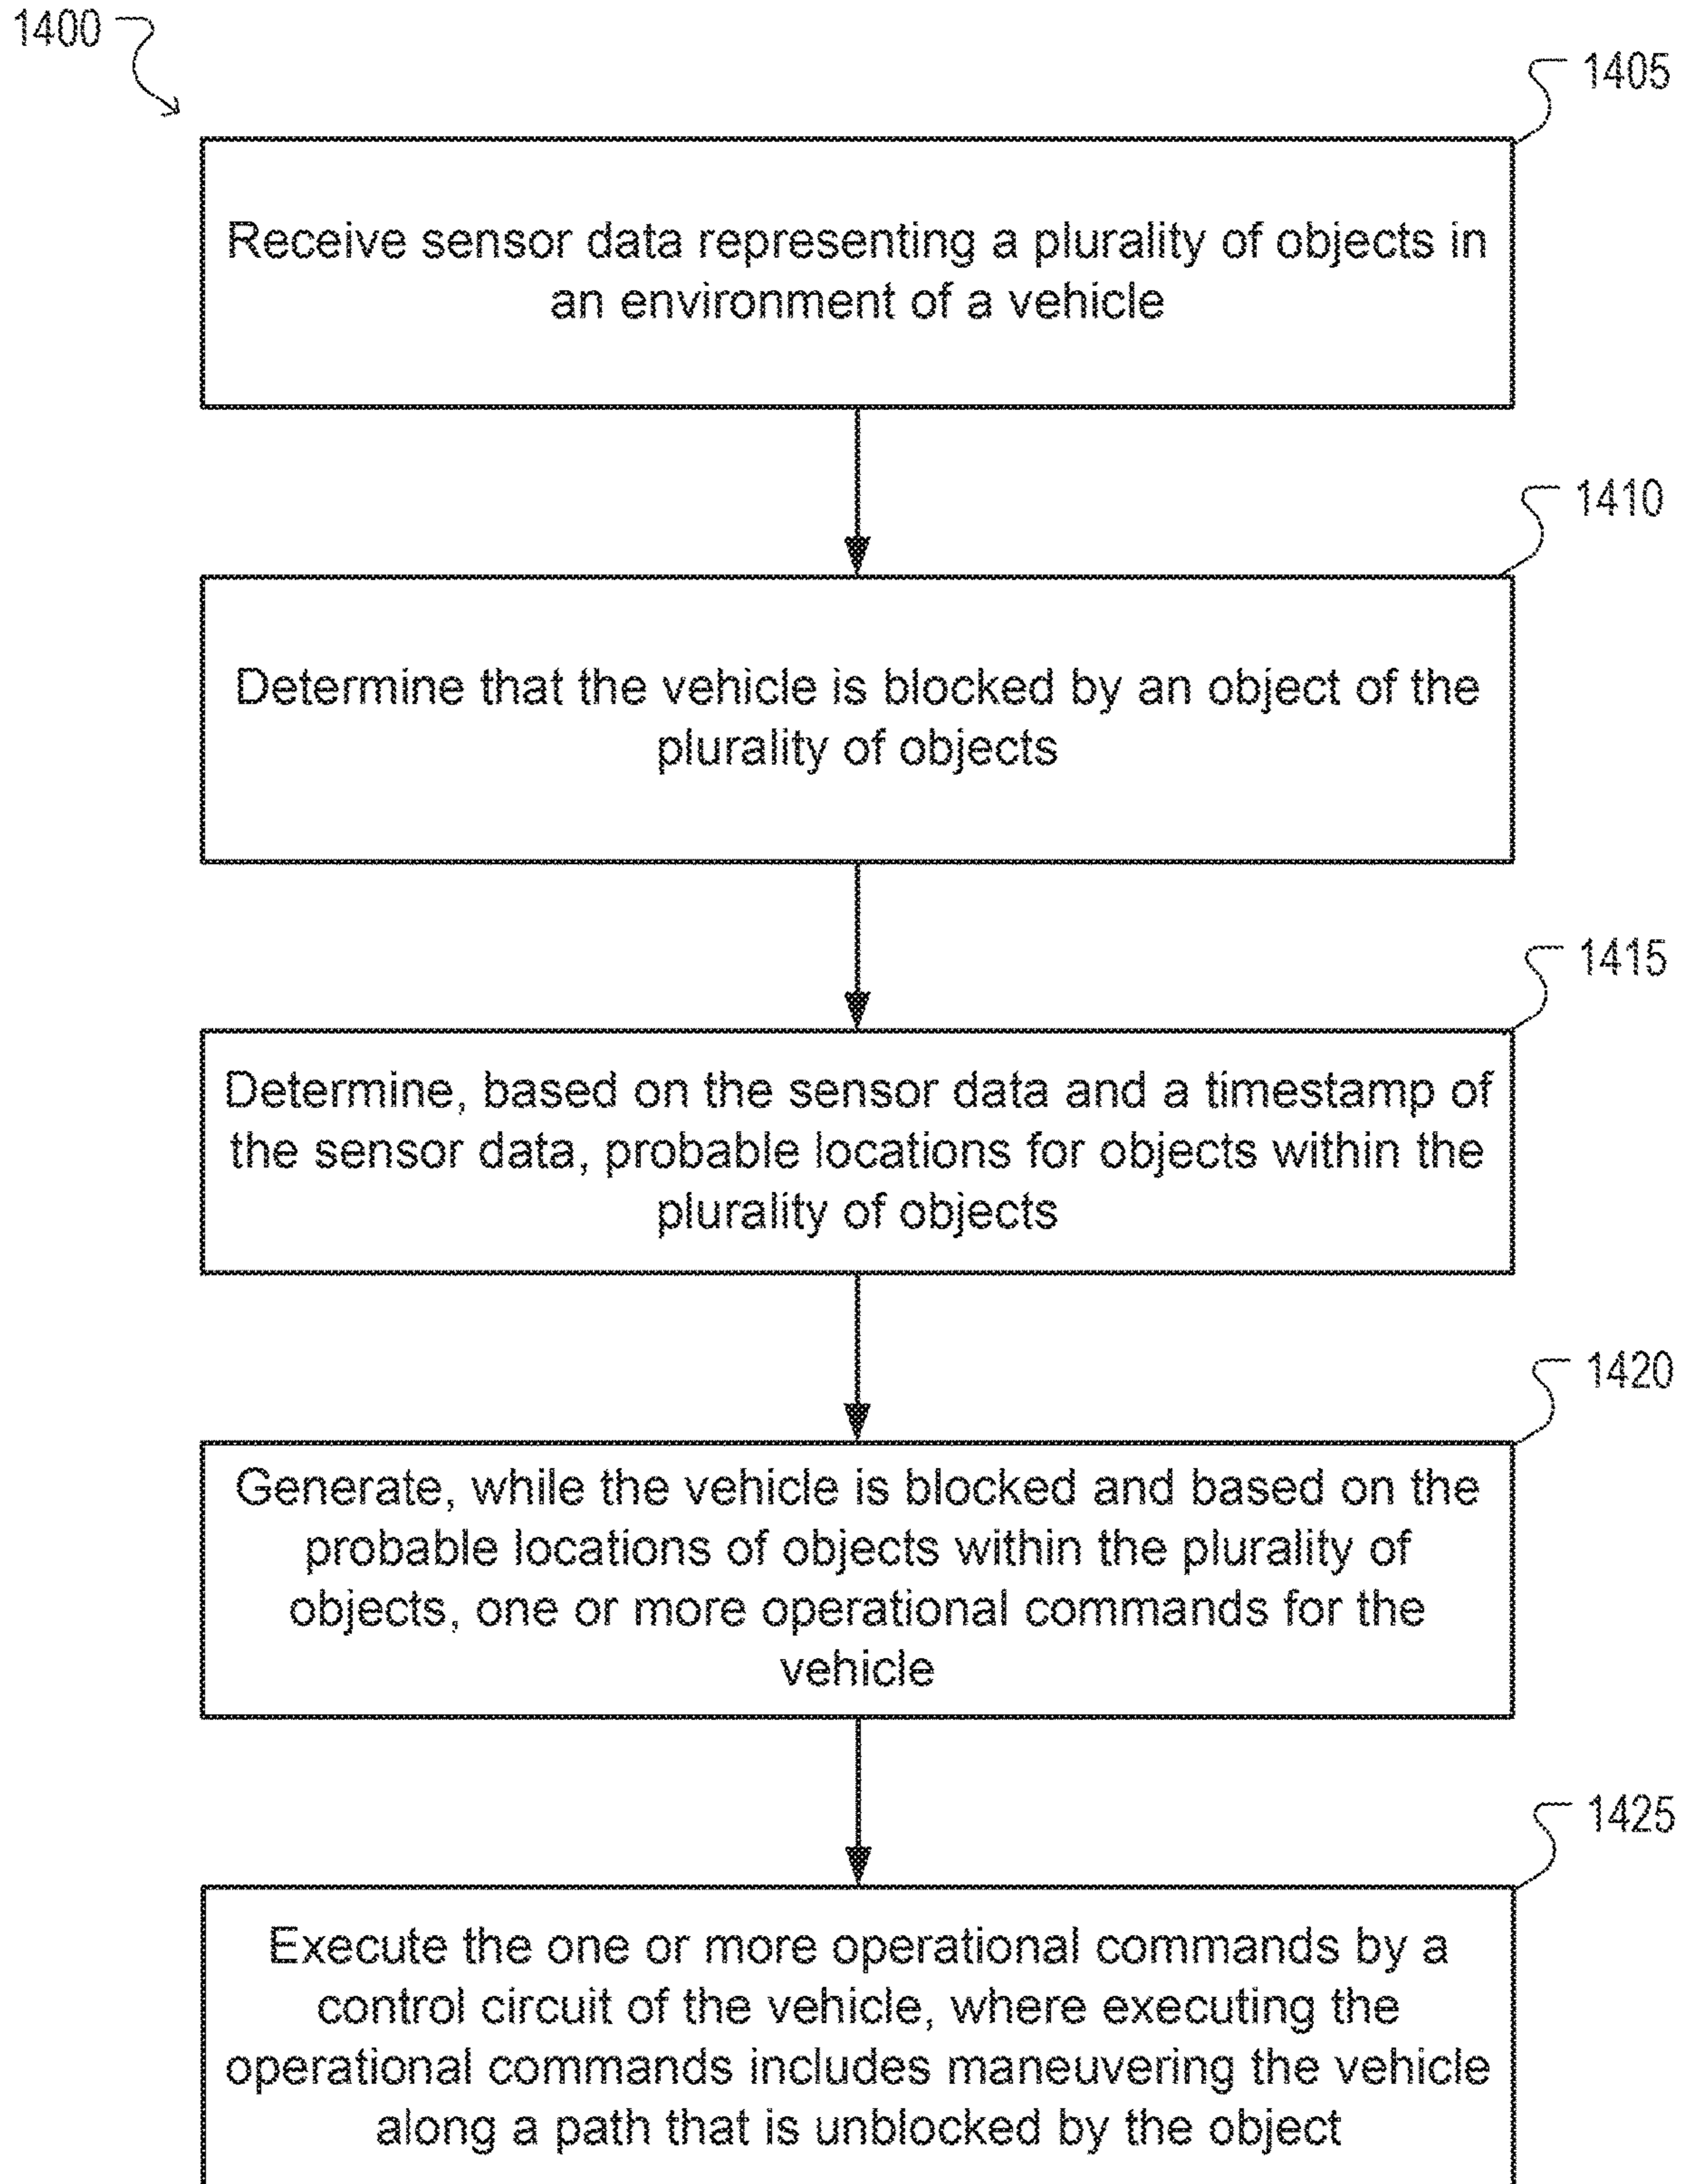 1400
1405
Receive sensor data representing a plurality of objects in
an environment of a vehicle
1410
Determine that the vehicle is blocked by an object of the
plurality of objects
1415
Determine, based on the sensor data and a timestamp of
the sensor data, probable locations for objects within the
plurality of objects
1420
Generate, while the vehicle is blocked and based on the
probable locations of objects within the plurality of
objects, one or more operational commands for the
vehicle
1425
Execute the one or more operational commands by a
control circuit of the vehicle, where executing the
operational commands includes maneuvering the vehicle
along a path that is unblocked by the object